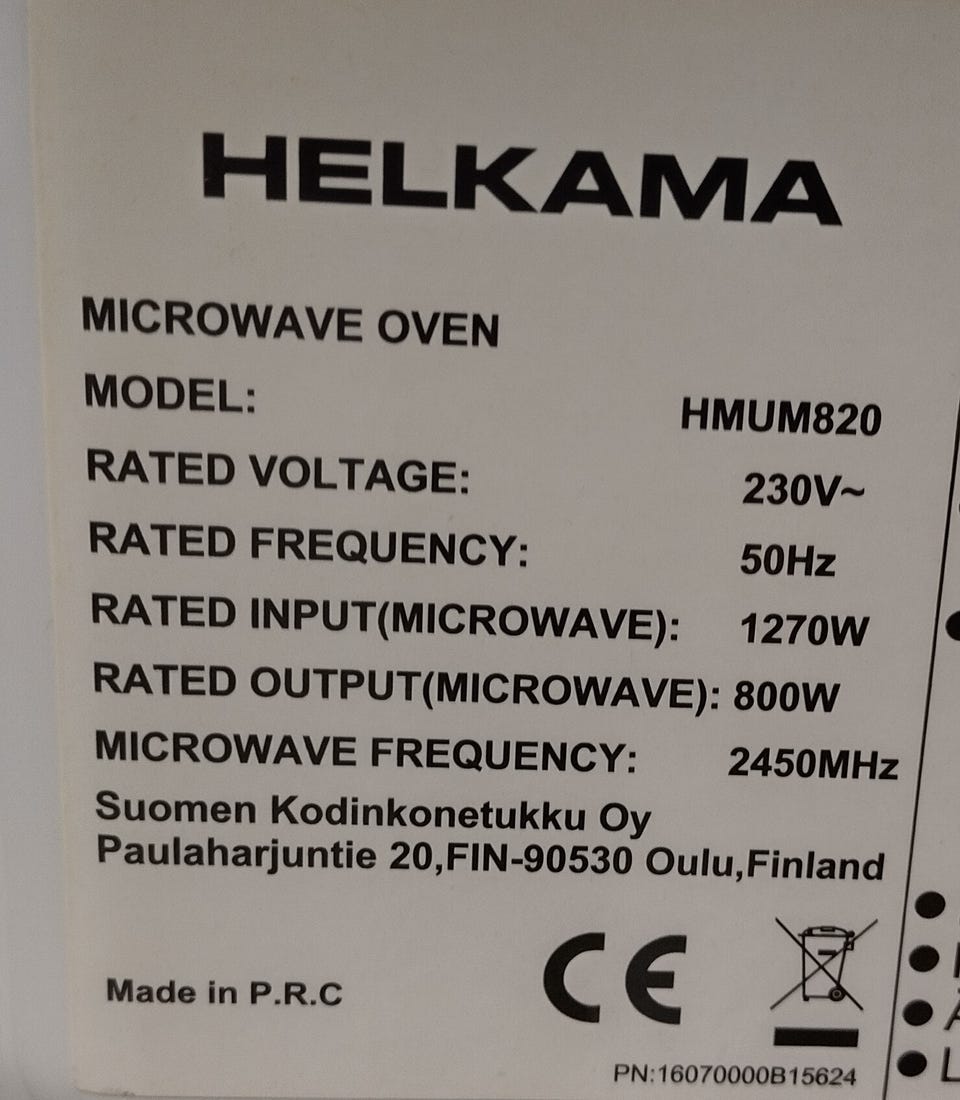 HELKAMA
MICROWAVE OVEN
MODEL: HMUM820
RATED VOLTAGE: 230V~
RATED FREQUENCY: 50Hz
RATED INPUT(MICROWAVE): 1270W
RATED OUTPUT(MICROWAVE): 800W
MICROWAVE FREQUENCY: 2450MHz
Suomen Kodinkonetukku Oy
Paulaharjuntie 20,FIN-90530 Oulu,Finland
Made in P.R.C
CE
PN:16070000B15624